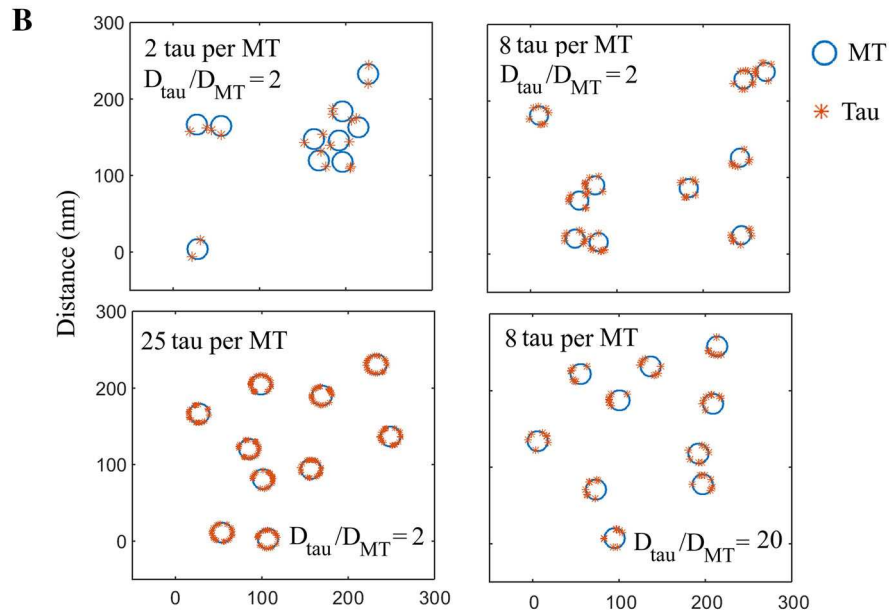 B
2 tau per MT
D_tau/D_MT = 2
8 tau per MT
D_tau/D_MT = 2
MT
Tau
300
200
100
0
Distance (nm)
25 tau per MT
D_tau/D_MT = 2
8 tau per MT
D_tau/D_MT = 20
300
200
100
0
0 100 200 300
0 100 200 300